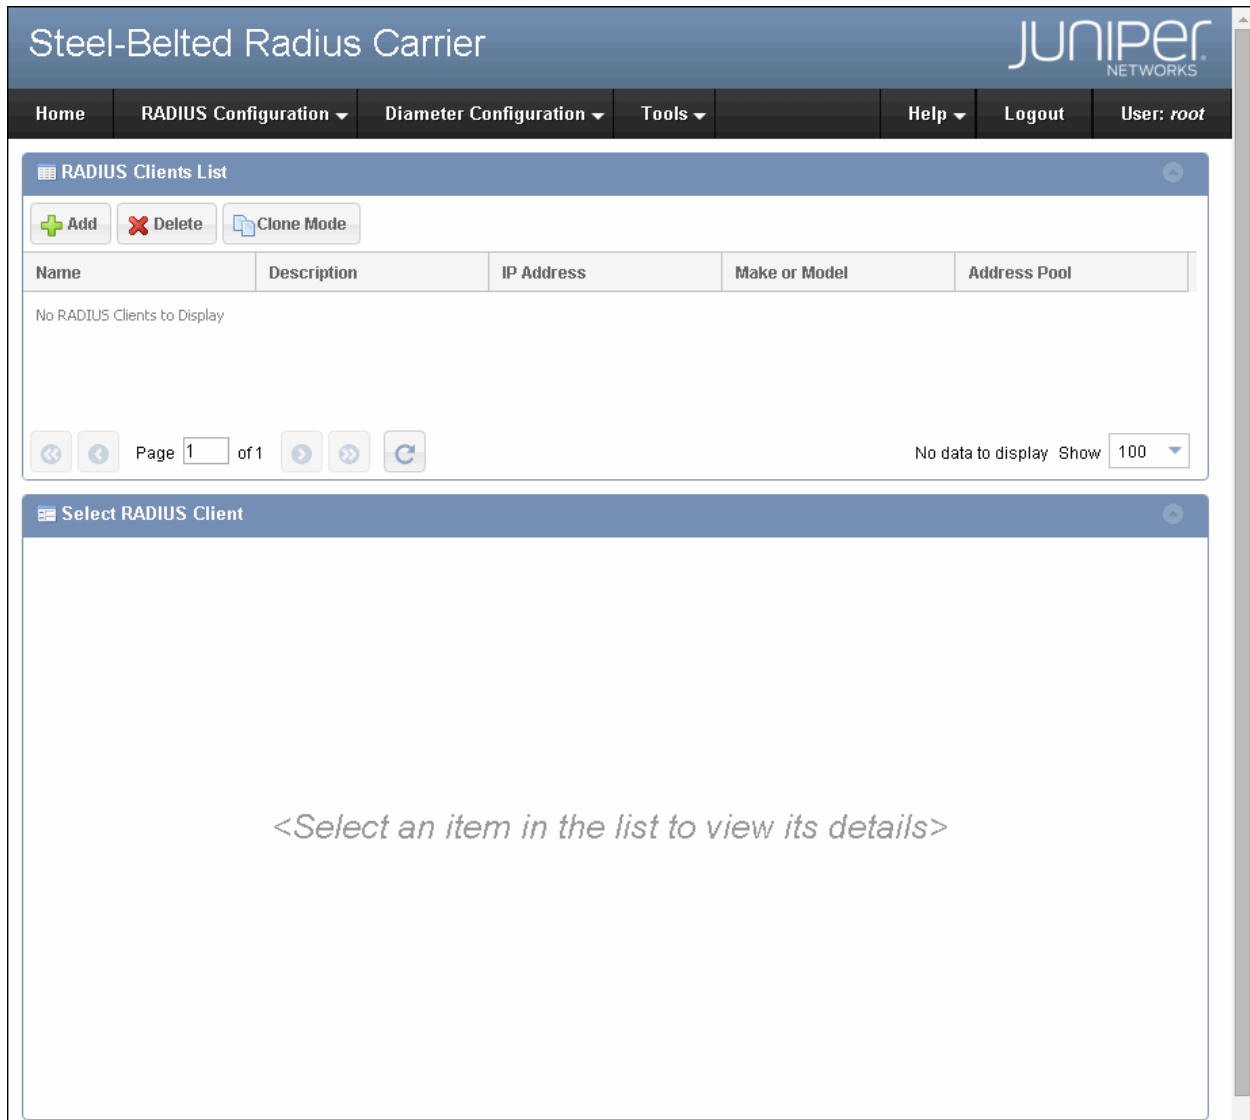 Steel-Belted Radius Carrier
JUNIPER
NETWORKS
Home RADIUS Configuration Diameter Configuration Tools Help Logout User: root
RADIUS Clients List
Add Delete Clone Mode
Name Description IP Address Make or Model Address Pool
No RADIUS Clients to Display
Page 1 of 1 No data to display Show 100
Select RADIUS Client
<Select an item in the list to view its details>